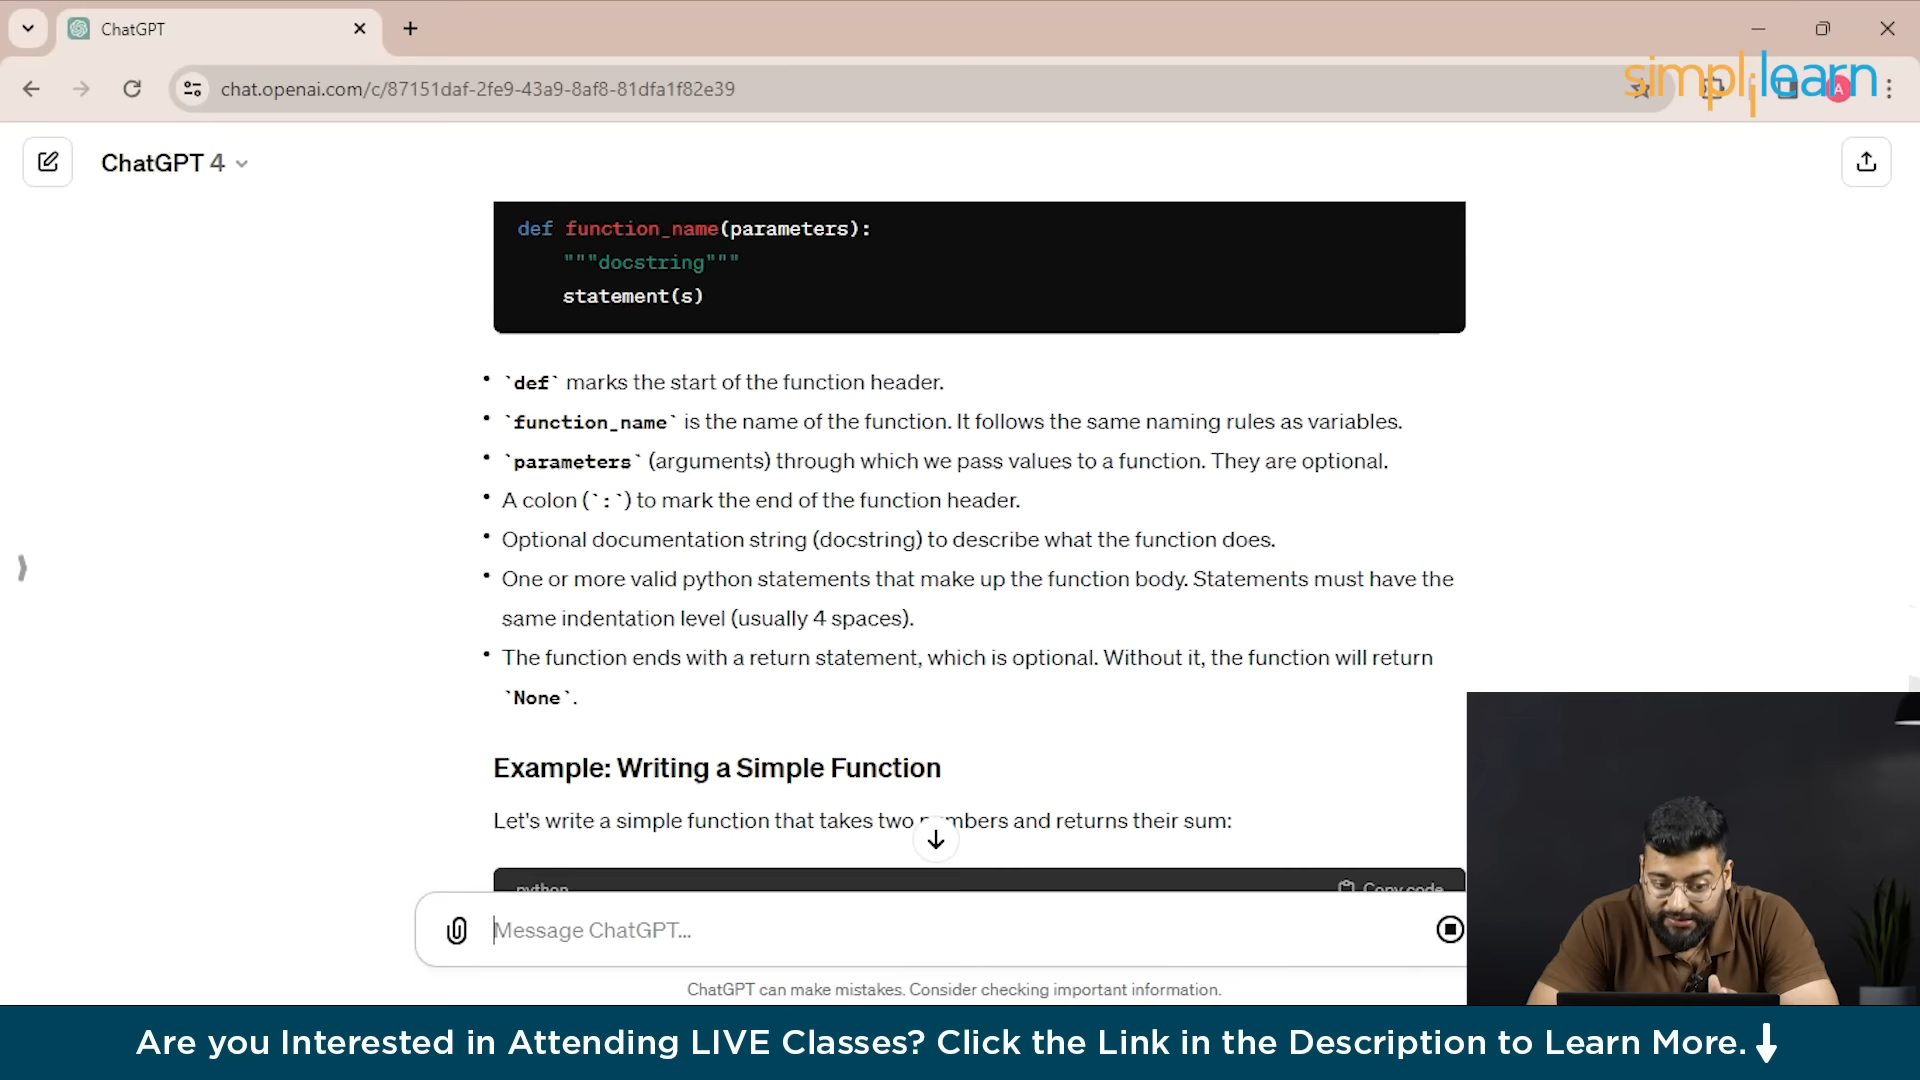 ChatGPT
simplilearn
chat.openai.com/c/87151daf-2fe9-43a9-8af8-81dfa1f82e39
A
ChatGPT 4
def function_name(parameters):
"""docstring"""
statement(s)
• `def` marks the start of the function header.
• `function_name` is the name of the function. It follows the same naming rules as variables.
• `parameters` (arguments) through which we pass values to a function. They are optional.
• A colon (`:`) to mark the end of the function header.
• Optional documentation string (docstring) to describe what the function does.
• One or more valid python statements that make up the function body. Statements must have the
same indentation level (usually 4 spaces).
• The function ends with a return statement, which is optional. Without it, the function will return
`None`.
Example: Writing a Simple Function
Let's write a simple function that takes two numbers and returns their sum:
python Copy code
Message ChatGPT...
ChatGPT can make mistakes. Consider checking important information.
Are you Interested in Attending LIVE Classes? Click the Link in the Description to Learn More.